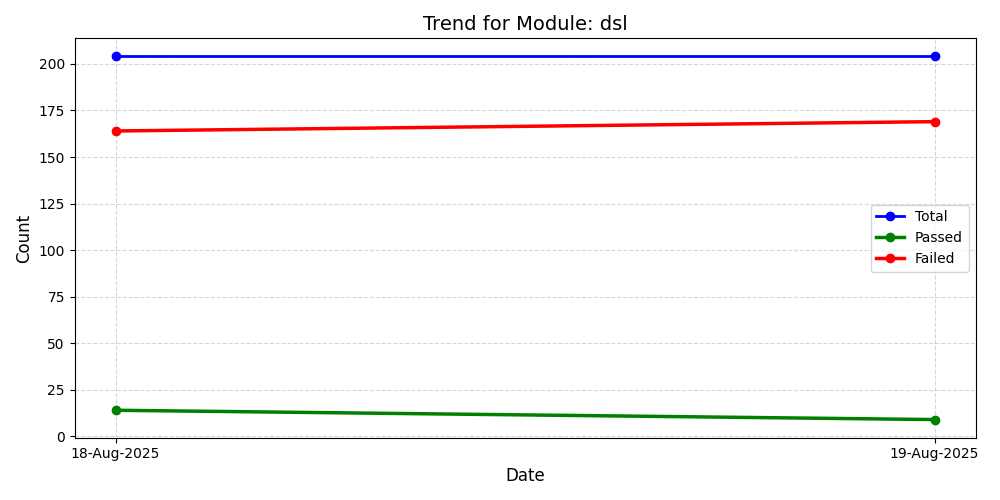 Trend for Module: dsl
200
175
150
125
100
75
50
25
0
Count
Total
Passed
Failed
18-Aug-2025
19-Aug-2025
Date